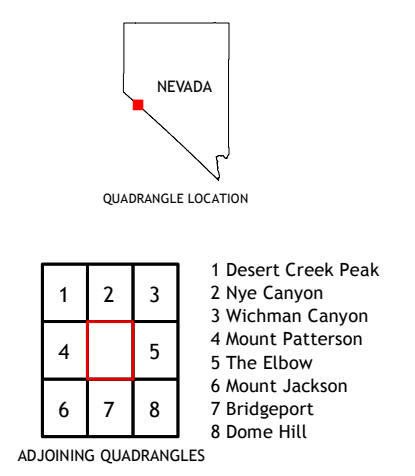 NEVADA
QUADRANGLE LOCATION
1 2 3
4 5
6 7 8
ADJOINING QUADRANGLES
1 Desert Creek Peak
2 Nye Canyon
3 Wichman Canyon
4 Mount Patterson
5 The Elbow
6 Mount Jackson
7 Bridgeport
8 Dome Hill